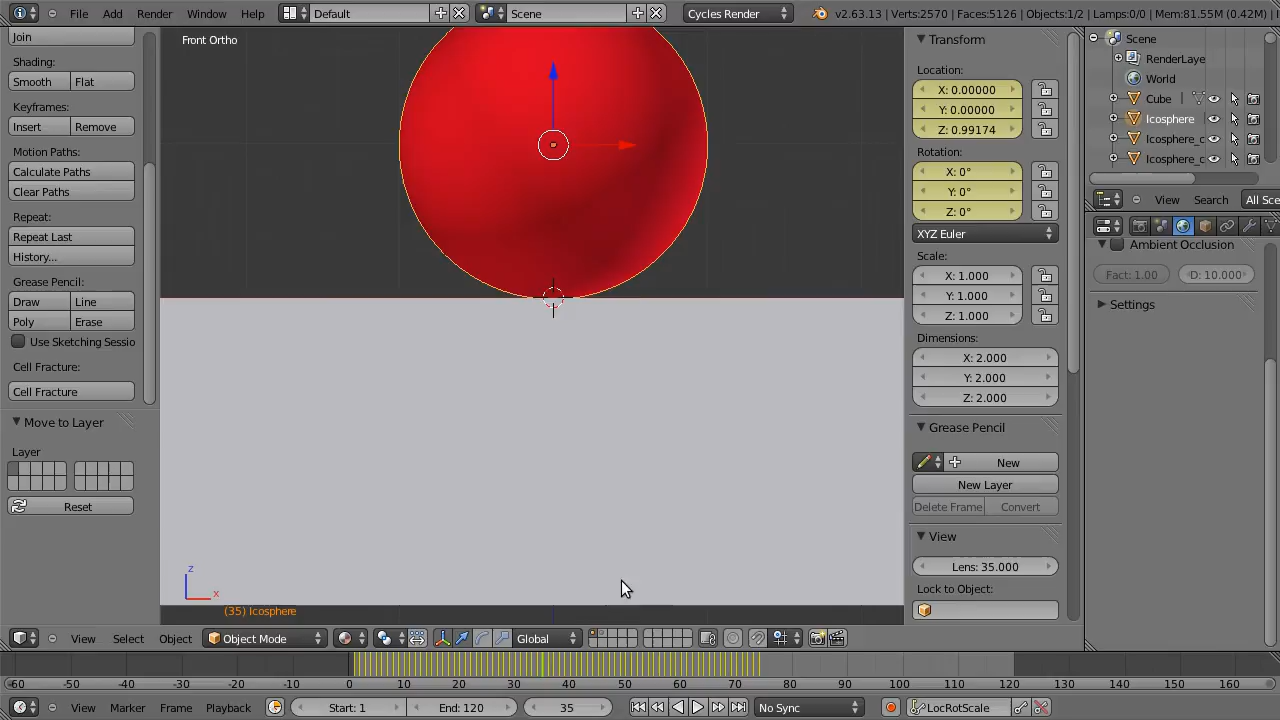 File Add Render Window Help Default Scene Cycles Render v2.63.13 | Verts:2570 | Faces:5126 | Objects:1/2 | Lamps:0/0 | Mem:81.55M (0.42M) |
Join
Shading:
Smooth Flat
Keyframes:
Insert Remove
Motion Paths:
Calculate Paths
Clear Paths
Repeat:
Repeat Last
History...
Grease Pencil:
Draw Line
Poly Erase
Use Sketching Sessio
Cell Fracture:
Cell Fracture
Move to Layer
Layer
Reset
Front Ortho
z
x
(35) Icosphere
Transform
Location:
X: 0.00000
Y: 0.00000
Z: 0.99174
Rotation:
X: 0°
Y: 0°
Z: 0°
XYZ Euler
Scale:
X: 1.000
Y: 1.000
Z: 1.000
Dimensions:
X: 2.000
Y: 2.000
Z: 2.000
Grease Pencil
New
New Layer
Delete Frame Convert
View
Lens: 35.000
Lock to Object:
Scene
RenderLaye
World
Cube |
Icosphere
Icosphere_c
Icosphere_c
View Search All Sce
Ambient Occlusion
Fact: 1.00 D: 10.000
Settings
View Select Object Object Mode Global
-60 -50 -40 -30 -20 -10 0 10 20 30 40 50 60 70 80 90 100 110 120 130 140 150 160
View Marker Frame Playback Start: 1 End: 120 35 No Sync LocRotScale